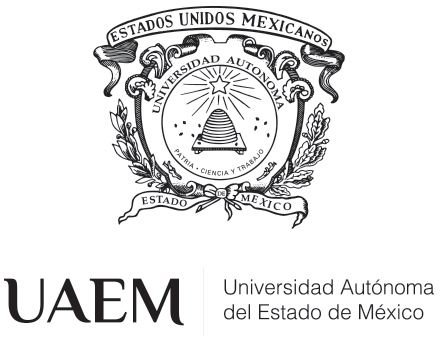 ESTADOS UNIDOS MEXICANOS
UNIVERSIDAD AUTONOMA
PATRIA • CIENCIA Y TRABAJO
ESTADO DE MEXICO
UAEM
Universidad Autónoma
del Estado de México